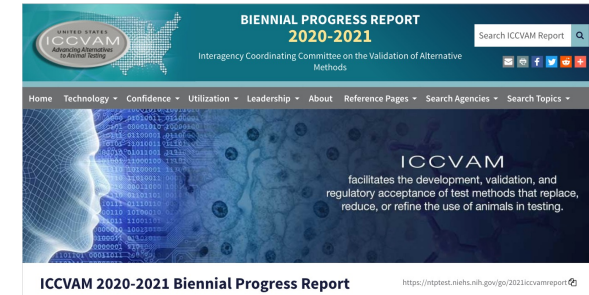 UNITED STATES
ICCVAM
Advancing Alternatives
to Animal Testing
BIENNIAL PROGRESS REPORT
2020-2021
Interagency Coordinating Committee on the Validation of Alternative
Methods
Search ICCVAM Report
Home Technology Confidence Utilization Leadership About Reference Pages Search Agencies Search Topics
ICCVAM
facilitates the development, validation, and
regulatory acceptance of test methods that replace,
reduce, or refine the use of animals in testing.
ICCVAM 2020-2021 Biennial Progress Report
https://ntptest.niehs.nih.gov/go/2021iccvamreport